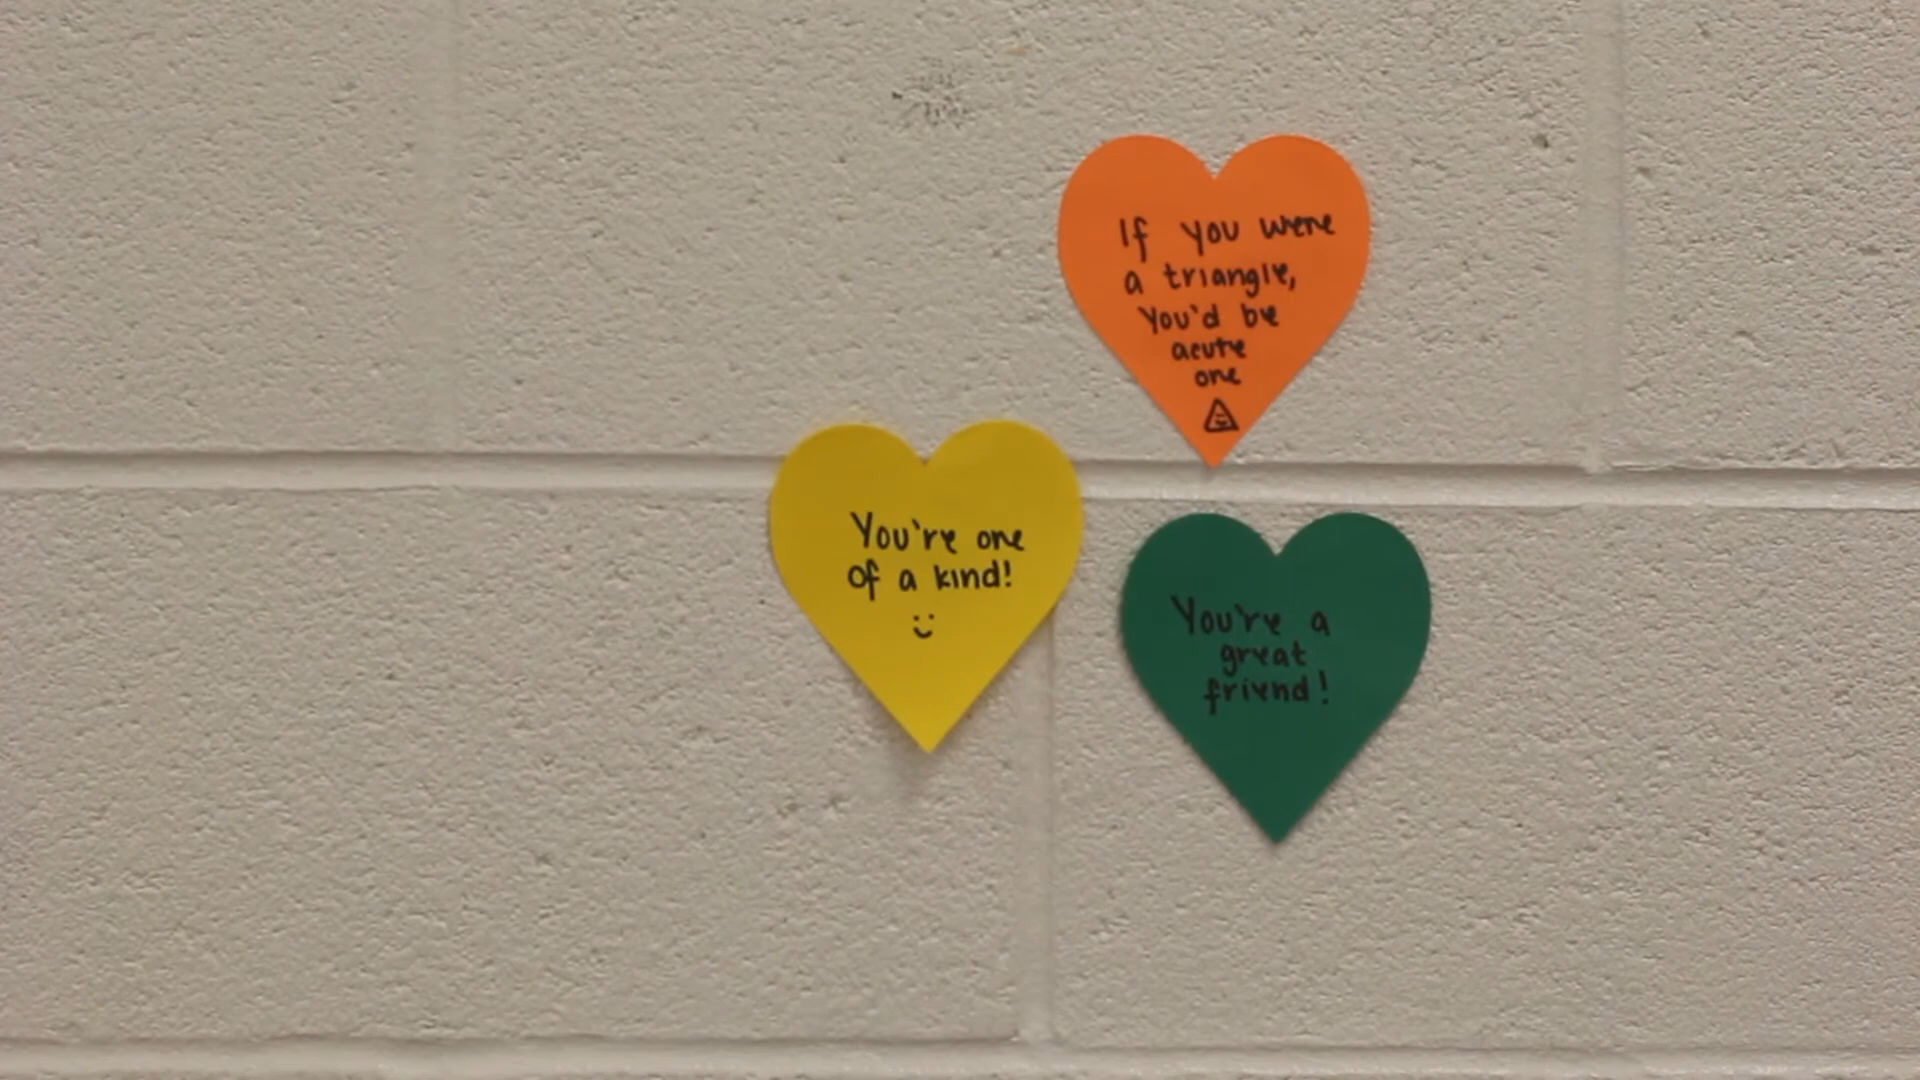 If you were
a triangle,
you'd be
acute
one
You're one
of a kind!
You're a
great
friend!